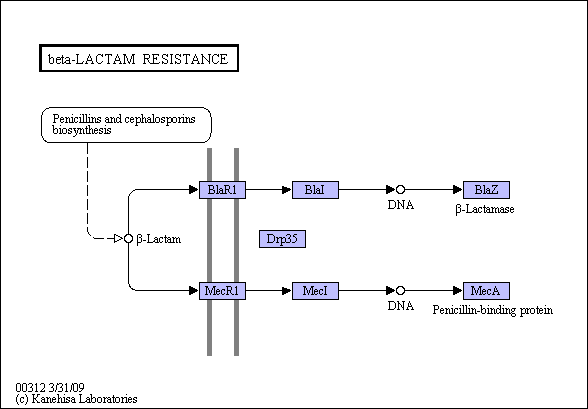 beta-LACTAM RESISTANCE
Penicillins and cephalosporins
biosynthesis
BlaR1
BlaI
BlaZ
DNA
β-Lactamase
β-Lactam
Drp35
MecR1
MecI
MecA
DNA
Penicillin-binding protein
00312 3/31/09
(c) Kanehisa Laboratories